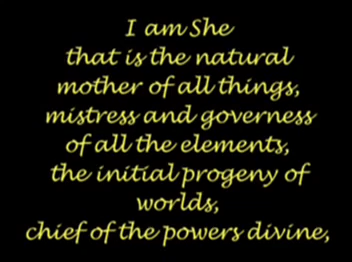 I am She
that is the natural
mother of all things,
mistress and governess
of all the elements,
the initial progeny of
worlds,
chief of the powers divine,